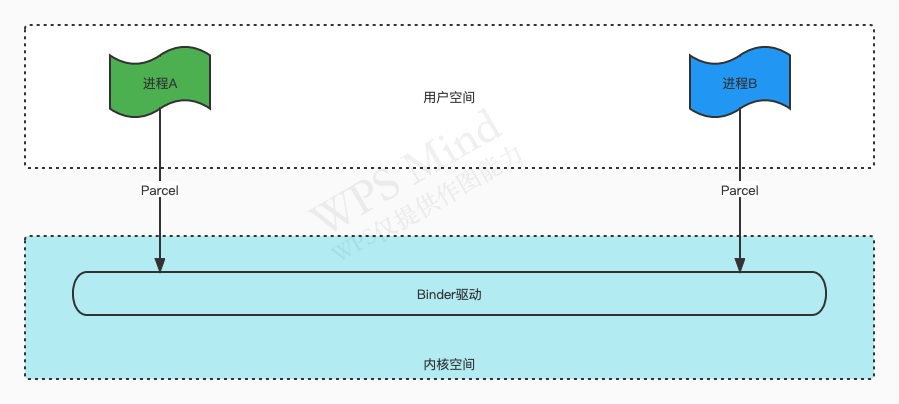 进程A
进程B
用户空间
WPS Mind
WPS仅提供作图能力
Parcel
Parcel
Binder驱动
内核空间